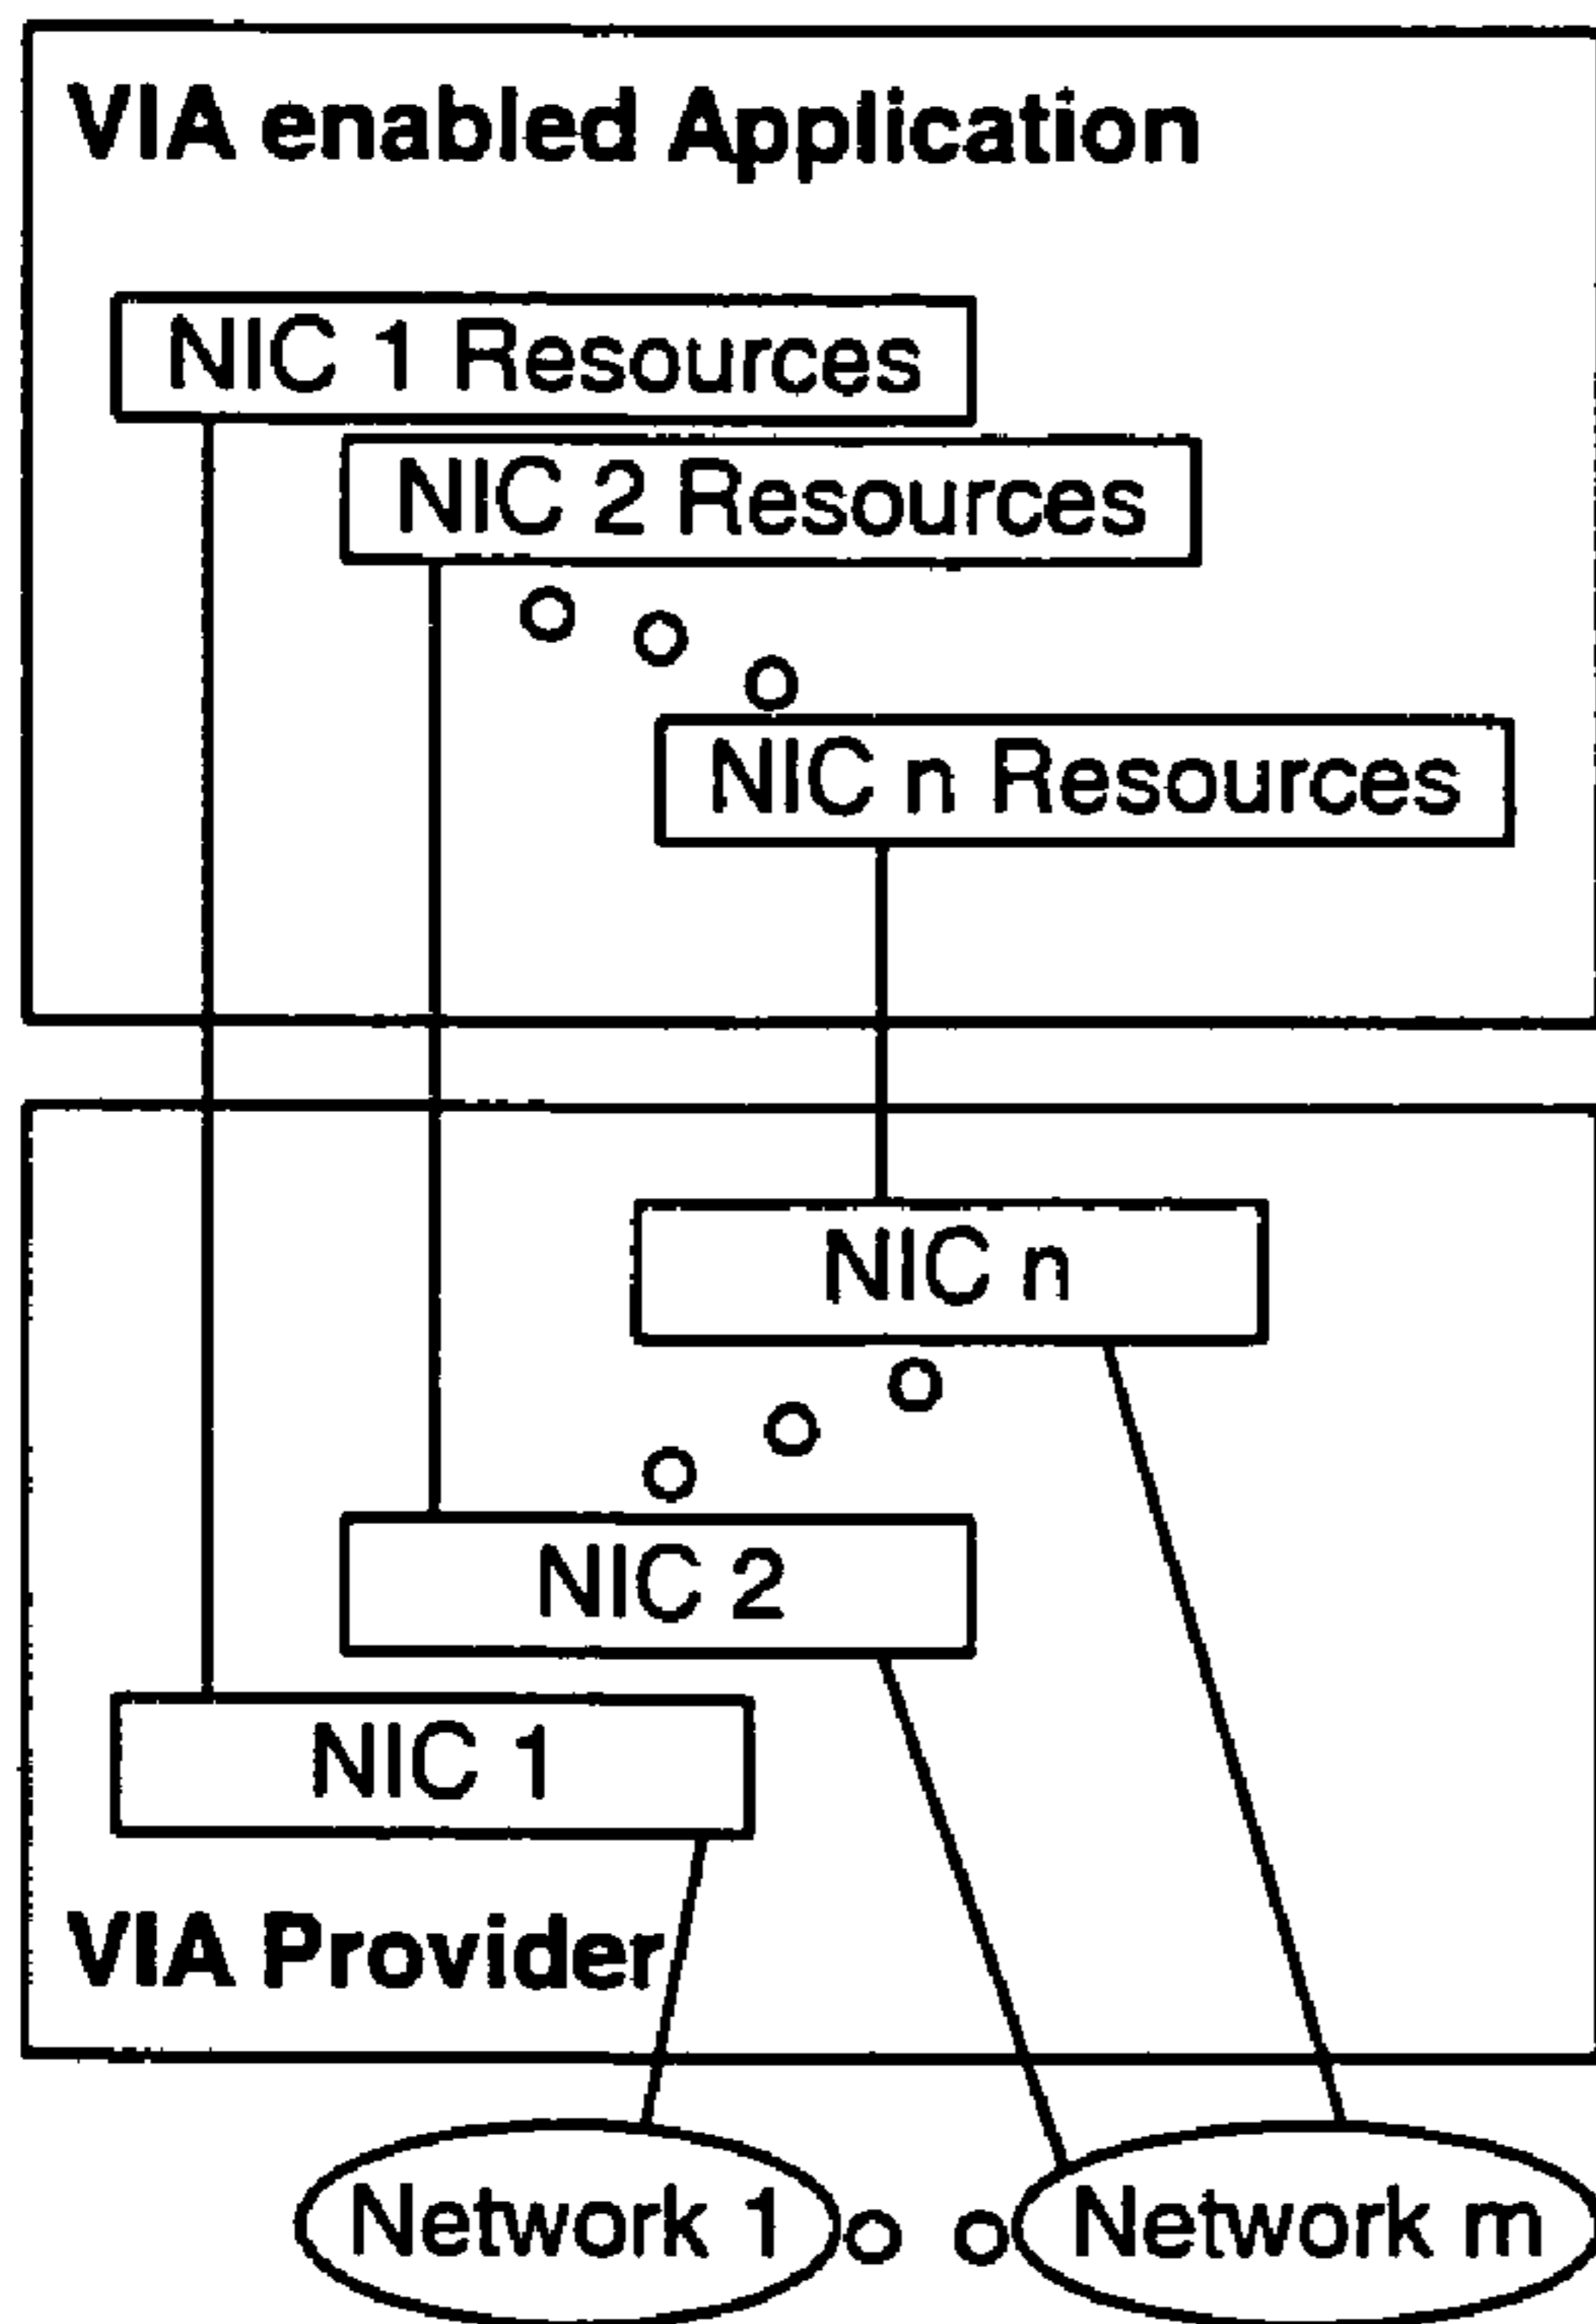 VIA enabled Application
NIC 1 Resources
NIC 2 Resources
NIC n Resources
NIC n
NIC 2
NIC 1
VIA Provider
Network 1
Network m